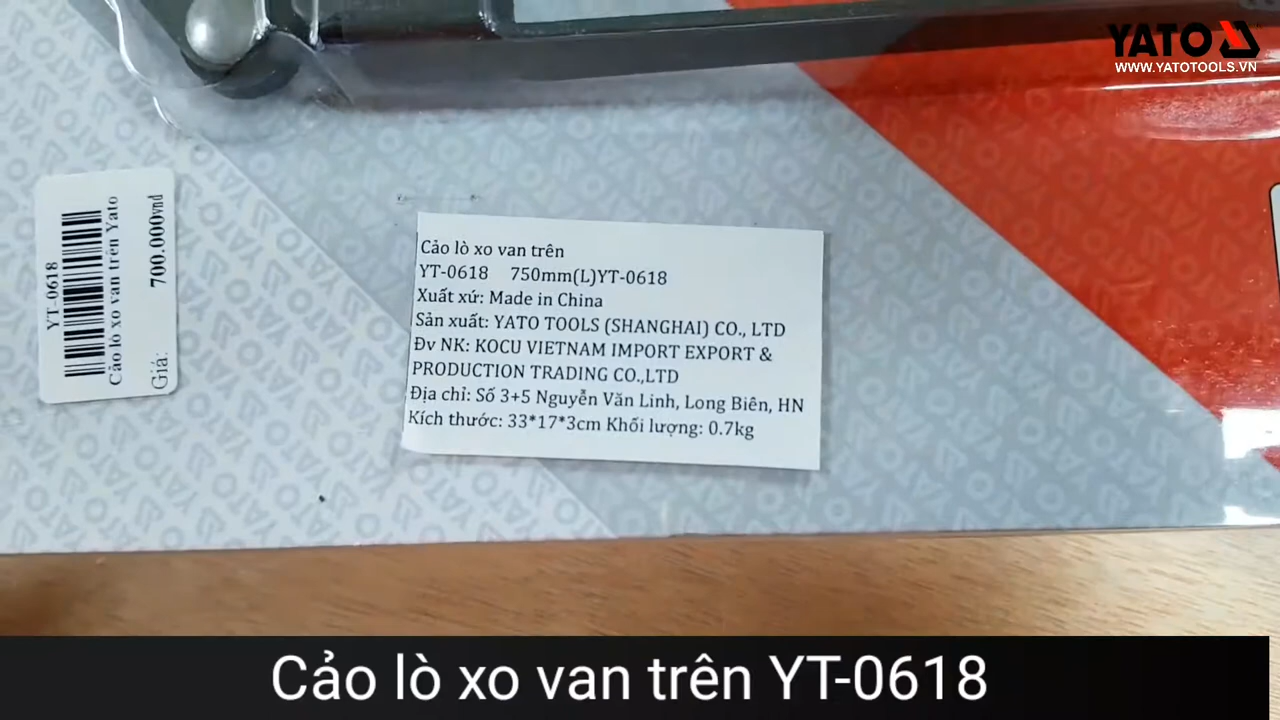 YATO
WWW.YATOTOOLS.VN
YT-0618
Cảo lò xo van trên Yato
Giá: 700.000vnd
Cảo lò xo van trên
YT-0618 750mm(L)YT-0618
Xuất xứ: Made in China
Sản xuất: YATO TOOLS (SHANGHAI) CO., LTD
Đv NK: KOCU VIETNAM IMPORT EXPORT &
PRODUCTION TRADING CO.,LTD
Địa chỉ: Số 3+5 Nguyễn Văn Linh, Long Biên, HN
Kích thước: 33*17*3cm Khối lượng: 0.7kg
Cảo lò xo van trên YT-0618